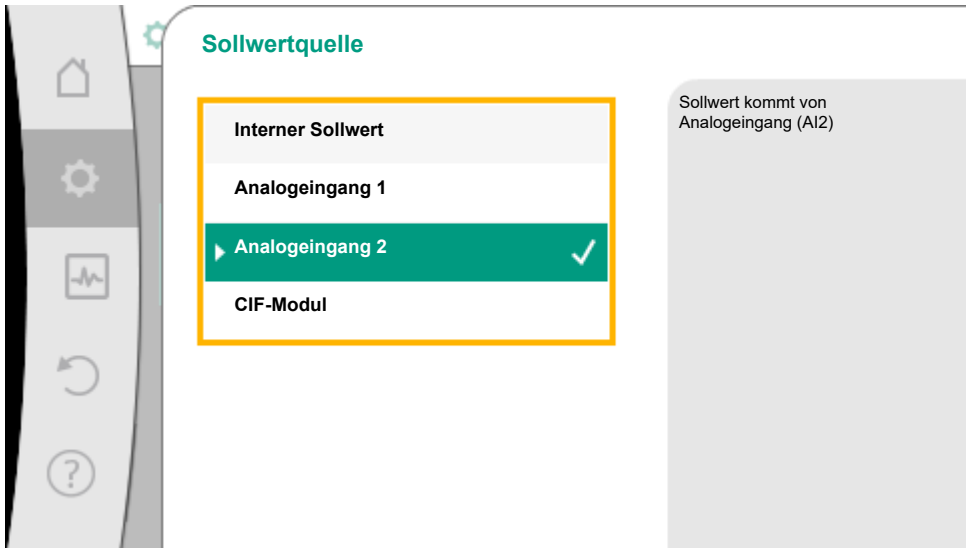 Sollwertquelle
Interner Sollwert
Analogeingang 1
Analogeingang 2
CIF-Modul
Sollwert kommt von
Analogeingang (AI2)
?